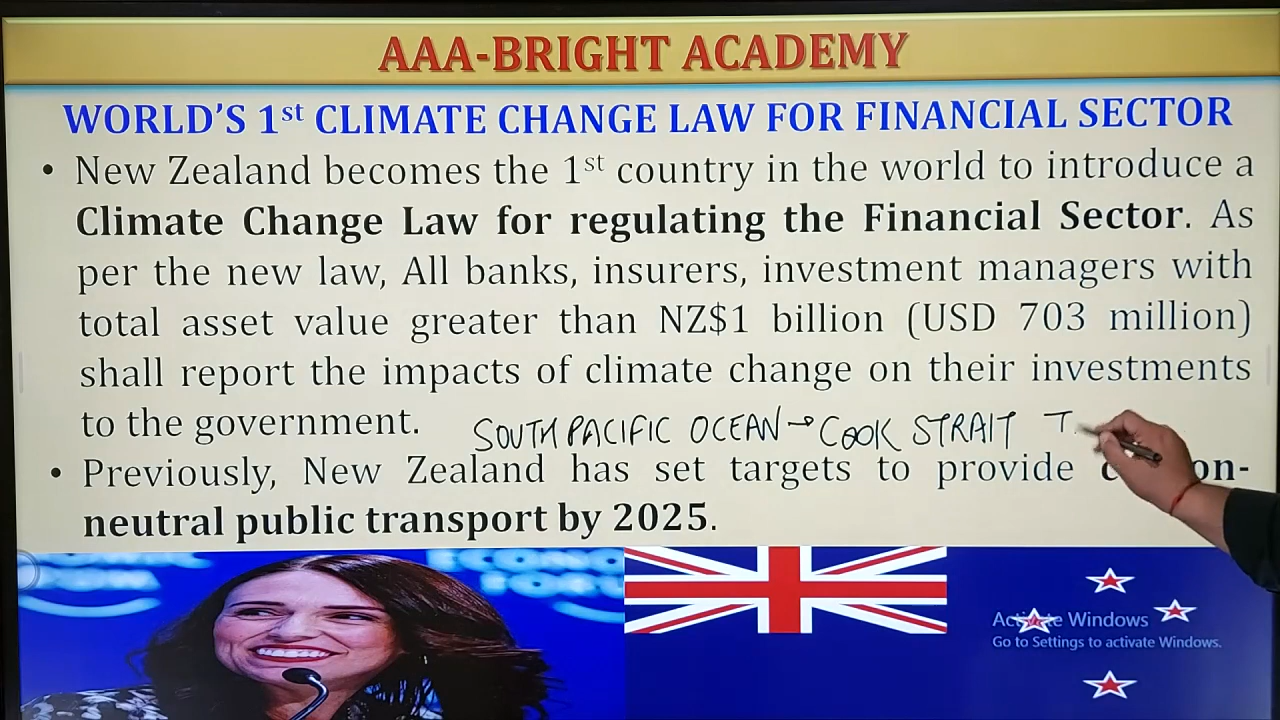 AAA-BRIGHT ACADEMY
WORLD'S 1st CLIMATE CHANGE LAW FOR FINANCIAL SECTOR
• New Zealand becomes the 1st country in the world to introduce a
Climate Change Law for regulating the Financial Sector. As
per the new law, All banks, insurers, investment managers with
total asset value greater than NZ$1 billion (USD 703 million)
shall report the impacts of climate change on their investments
to the government. SOUTH PACIFIC OCEAN → COOK STRAIT T
• Previously, New Zealand has set targets to provide
neutral public transport by 2025.
Activate Windows
Go to Settings to activate Windows.